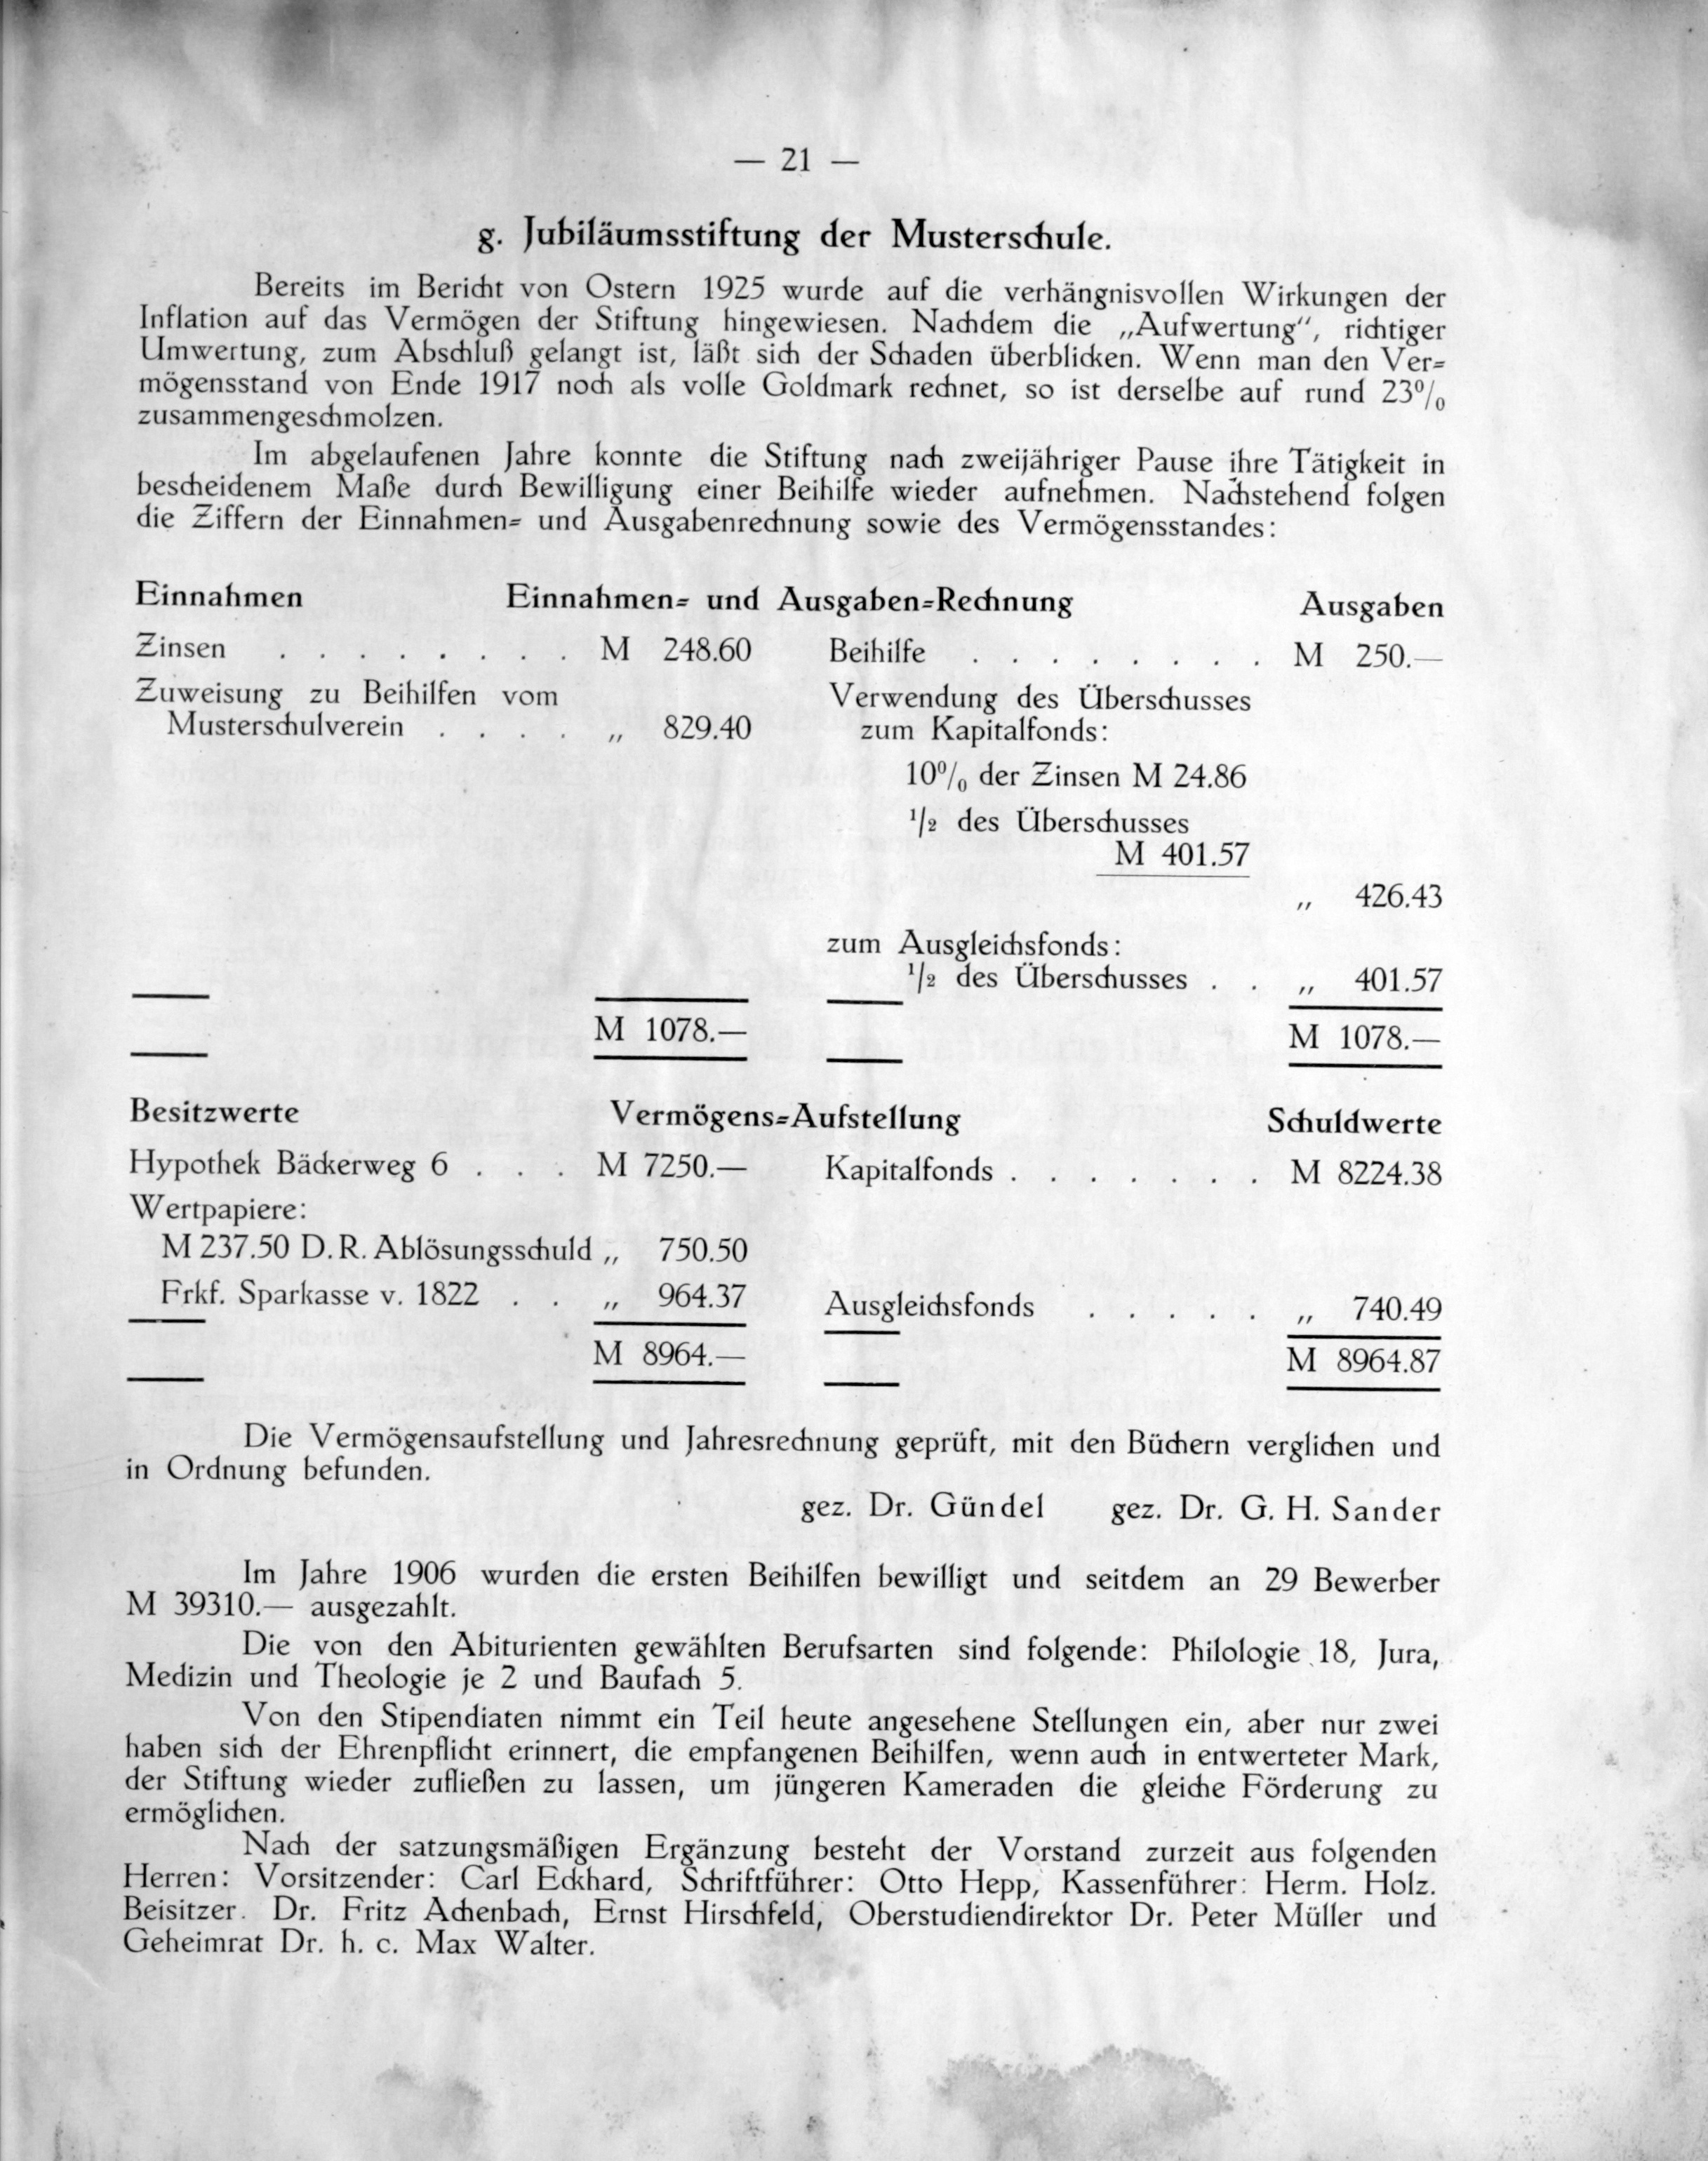 — 21 —
g. Jubiläumsstiftung der Musterschule.
Bereits im Bericht von Ostern 1925 wurde auf die verhängnisvollen Wirkungen der
Inflation auf das Vermögen der Stiftung hingewiesen. Nachdem die „Aufwertung“, richtiger
Umwertung, zum Abschluß gelangt ist, läßt sich der Schaden überblicken. Wenn man den Ver-
mögensstand von Ende 1917 noch als volle Goldmark rechnet, so ist derselbe auf rund 23%
zusammengeschmolzen.
Im abgelaufenen Jahre konnte die Stiftung nach zweijähriger Pause ihre Tätigkeit in
bescheidenem Maße durch Bewilligung einer Beihilfe wieder aufnehmen. Nachstehend folgen
die Ziffern der Einnahmen- und Ausgabenrechnung sowie des Vermögensstandes:
Einnahmen Einnahmen- und Ausgaben-Rechnung Ausgaben
Zinsen . . . . . . . . M 248.60 Beihilfe . . . . . . . . M 250.—
Zuweisung zu Beihilfen vom Verwendung des Überschusses
Musterschulverein . . . . „ 829.40 zum Kapitalfonds:
10% der Zinsen M 24.86
1/2 des Überschusses
M 401.57
„ 426.43
zum Ausgleichsfonds:
1/2 des Überschusses . . „ 401.57
M 1078.— M 1078.—
Besitzwerte Vermögens-Aufstellung Schuldwerte
Hypothek Bäckerweg 6 . . . M 7250.— Kapitalfonds . . . . . . . M 8224.38
Wertpapiere:
M 237.50 D. R. Ablösungsschuld „ 750.50
Frkf. Sparkasse v. 1822 . . „ 964.37 Ausgleichsfonds . . . . . „ 740.49
M 8964.— M 8964.87
Die Vermögensaufstellung und Jahresrechnung geprüft, mit den Büchern verglichen und
in Ordnung befunden.
gez. Dr. Gündel gez. Dr. G. H. Sander
Im Jahre 1906 wurden die ersten Beihilfen bewilligt und seitdem an 29 Bewerber
M 39310.— ausgezahlt.
Die von den Abiturienten gewählten Berufsarten sind folgende: Philologie 18, Jura,
Medizin und Theologie je 2 und Baufach 5.
Von den Stipendiaten nimmt ein Teil heute angesehene Stellungen ein, aber nur zwei
haben sich der Ehrenpflicht erinnert, die empfangenen Beihilfen, wenn auch in entwerteter Mark,
der Stiftung wieder zufließen zu lassen, um jüngeren Kameraden die gleiche Förderung zu
ermöglichen.
Nach der satzungsmäßigen Ergänzung besteht der Vorstand zurzeit aus folgenden
Herren: Vorsitzender: Carl Eckhard, Schriftführer: Otto Hepp, Kassenführer: Herm. Holz.
Beisitzer. Dr. Fritz Achenbach, Ernst Hirschfeld, Oberstudiendirektor Dr. Peter Müller und
Geheimrat Dr. h. c. Max Walter.